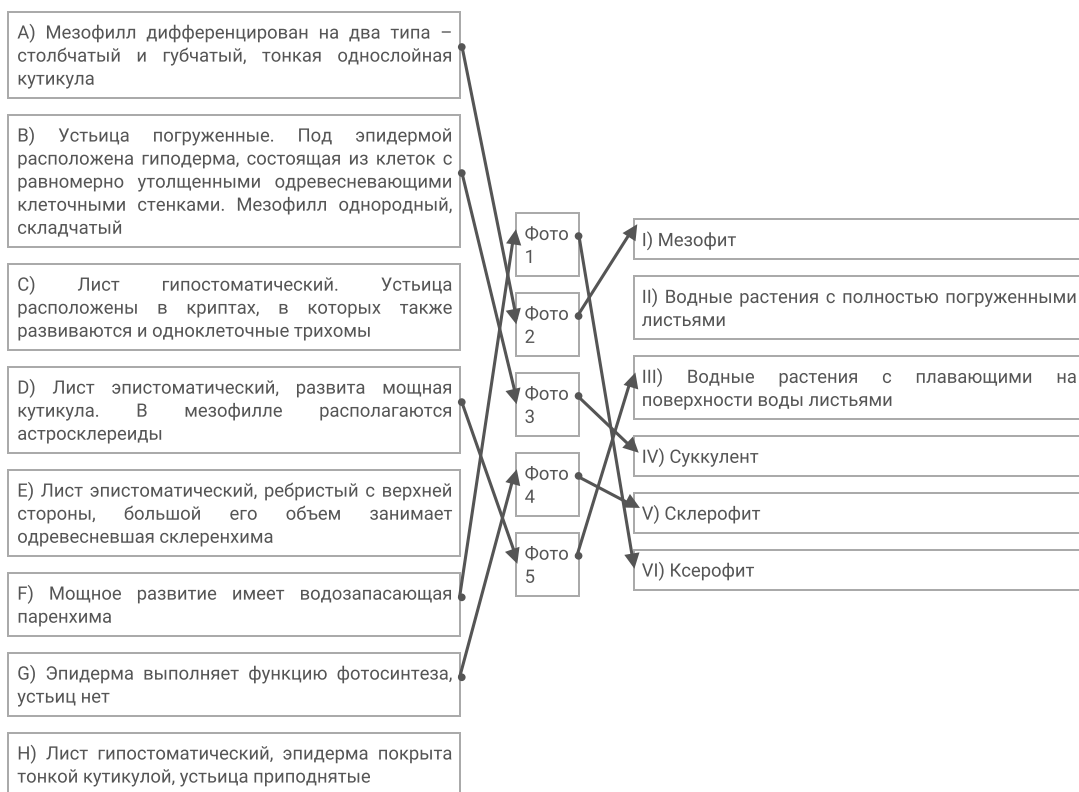 A) Мезофилл дифференцирован на два типа –
столбчатый и губчатый, тонкая однослойная
кутикула
B) Устьица погруженные. Под эпидермой
расположена гиподерма, состоящая из клеток с
равномерно утолщенными одревесневающими
клеточными стенками. Мезофилл однородный,
складчатый
C) Лист гипостоматический. Устьица
расположены в криптах, в которых также
развиваются и одноклеточные трихомы
D) Лист эпистоматический, развита мощная
кутикула. В мезофилле располагаются
астросклереиды
E) Лист эпистоматический, ребристый с верхней
стороны, большой его объем занимает
одревесневшая склеренхима
F) Мощное развитие имеет водозапасающая
паренхима
G) Эпидерма выполняет функцию фотосинтеза,
устьиц нет
H) Лист гипостоматический, эпидерма покрыта
тонкой кутикулой, устьица приподнятые
Фото
1
Фото
2
Фото
3
Фото
4
Фото
5
I) Мезофит
II) Водные растения с полностью погруженными
листьями
III) Водные растения с плавающими на
поверхности воды листьями
IV) Суккулент
V) Склерофит
VI) Ксерофит